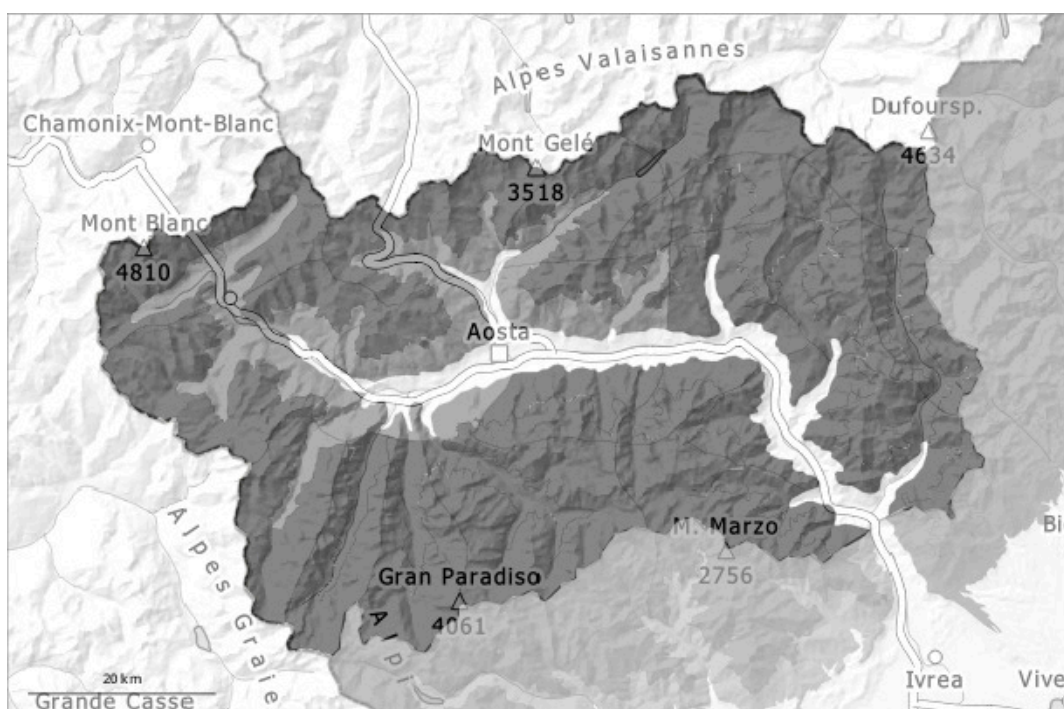 Alpes Valaisannes
Dufoursp.
4634
Chamonix-Mont-Blanc
Mont Gelé
3518
Mont Blanc
4810
Aosta
M. Marzo
2756
Gran Paradiso
4061
Alpes Graie
Alpi
20 km
Grande Casse
Ivrea
Bi
Vive